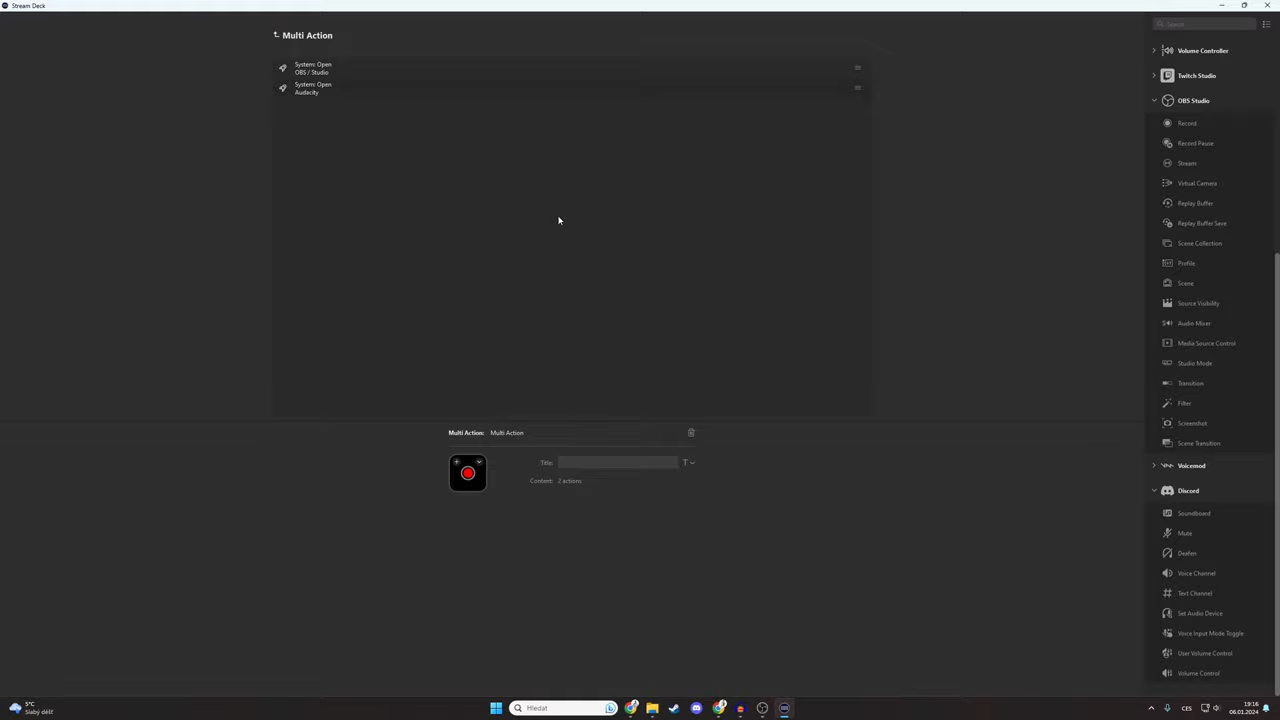 Stream Deck
Multi Action
System: Open
OBS / Studio
System: Open
Audacity
Multi Action: Multi Action
Title:
T
Content: 2 actions
Search
Volume Controller
Twitch Studio
OBS Studio
Record
Record Pause
Stream
Virtual Camera
Replay Buffer
Replay Buffer Save
Scene Collection
Profile
Scene
Source Visibility
Audio Mixer
Media Source Control
Studio Mode
Transition
Filter
Screenshot
Scene Transition
Voicemod
Discord
Soundboard
Mute
Deafen
Voice Channel
Text Channel
Set Audio Device
Voice Input Mode Toggle
User Volume Control
Volume Control
5°C
Slabý déšť
Hledat
CES
19:16
06.01.2024